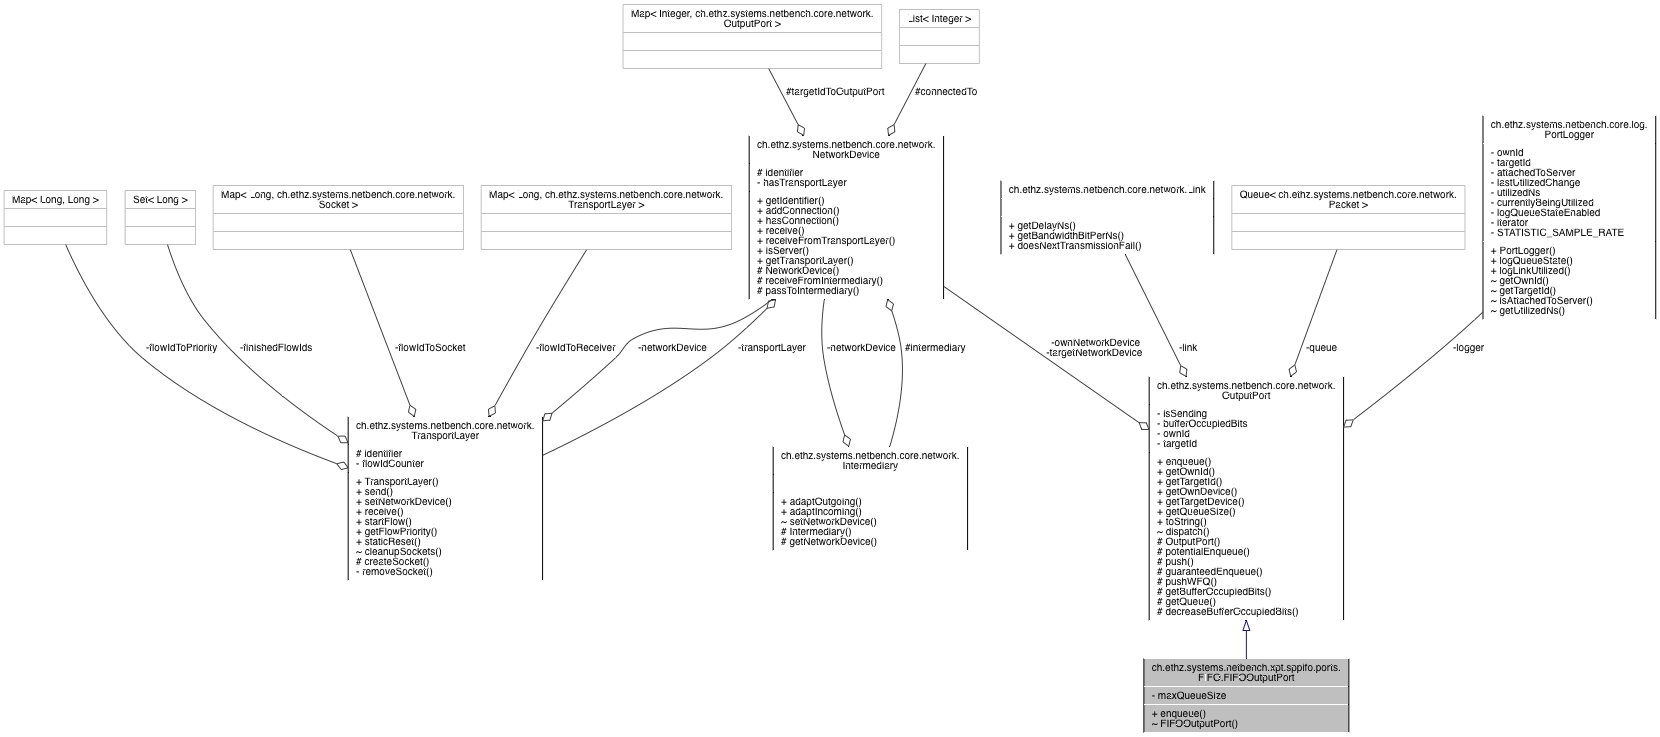 Map< Integer, ch.ethz.systems.netbench.core.network.
OutputPort >
List< Integer >
#targetIdToOutputPort
#connectedTo
ch.ethz.systems.netbench.core.network.
NetworkDevice
# identifier
- hasTransportLayer
+ getIdentifier()
+ addConnection()
+ hasConnection()
+ receive()
+ receiveFromTransportLayer()
+ isServer()
+ getTransportLayer()
# NetworkDevice()
# receiveFromIntermediary()
# passToIntermediary()
ch.ethz.systems.netbench.core.log.
PortLogger
- ownId
- targetId
- attachedToServer
- lastUtilizedChange
- utilizedNs
- currentlyBeingUtilized
- logQueueStateEnabled
- iterator
- STATISTIC_SAMPLE_RATE
+ PortLogger()
+ logQueueState()
+ logLinkUtilized()
~ getOwnId()
~ getTargetId()
~ isAttachedToServer()
~ getUtilizedNs()
Map< Long, Long >
Set< Long >
Map< Long, ch.ethz.systems.netbench.core.network.
Socket >
Map< Long, ch.ethz.systems.netbench.core.network.
TransportLayer >
ch.ethz.systems.netbench.core.network.Link
+ getDelayNs()
+ getBandwidthBitPerNs()
+ doesNextTransmissionFail()
Queue< ch.ethz.systems.netbench.core.network.
Packet >
-flowIdToPriority
-finishedFlowIds
-flowIdToSocket
-flowIdToReceiver
-networkDevice
-transportLayer
-networkDevice
#intermediary
-ownNetworkDevice
-targetNetworkDevice
-link
-queue
-logger
ch.ethz.systems.netbench.core.network.
TransportLayer
# identifier
- flowIdCounter
+ TransportLayer()
+ send()
+ setNetworkDevice()
+ receive()
+ startFlow()
+ getFlowPriority()
+ staticReset()
~ cleanupSockets()
# createSocket()
- removeSocket()
ch.ethz.systems.netbench.core.network.
Intermediary
+ adaptOutgoing()
+ adaptIncoming()
~ setNetworkDevice()
# Intermediary()
# getNetworkDevice()
ch.ethz.systems.netbench.core.network.
OutputPort
- isSending
- bufferOccupiedBits
- ownId
- targetId
+ enqueue()
+ getOwnId()
+ getTargetId()
+ getOwnDevice()
+ getTargetDevice()
+ getQueueSize()
+ toString()
~ dispatch()
# OutputPort()
# potentialEnqueue()
# push()
# guaranteedEnqueue()
# pushWFQ()
# getBufferOccupiedBits()
# getQueue()
# decreaseBufferOccupiedBits()
ch.ethz.systems.netbench.xpt.sppifo.ports.
FIFO.FIFOOutputPort
- maxQueueSize
+ enqueue()
~ FIFOOutputPort()